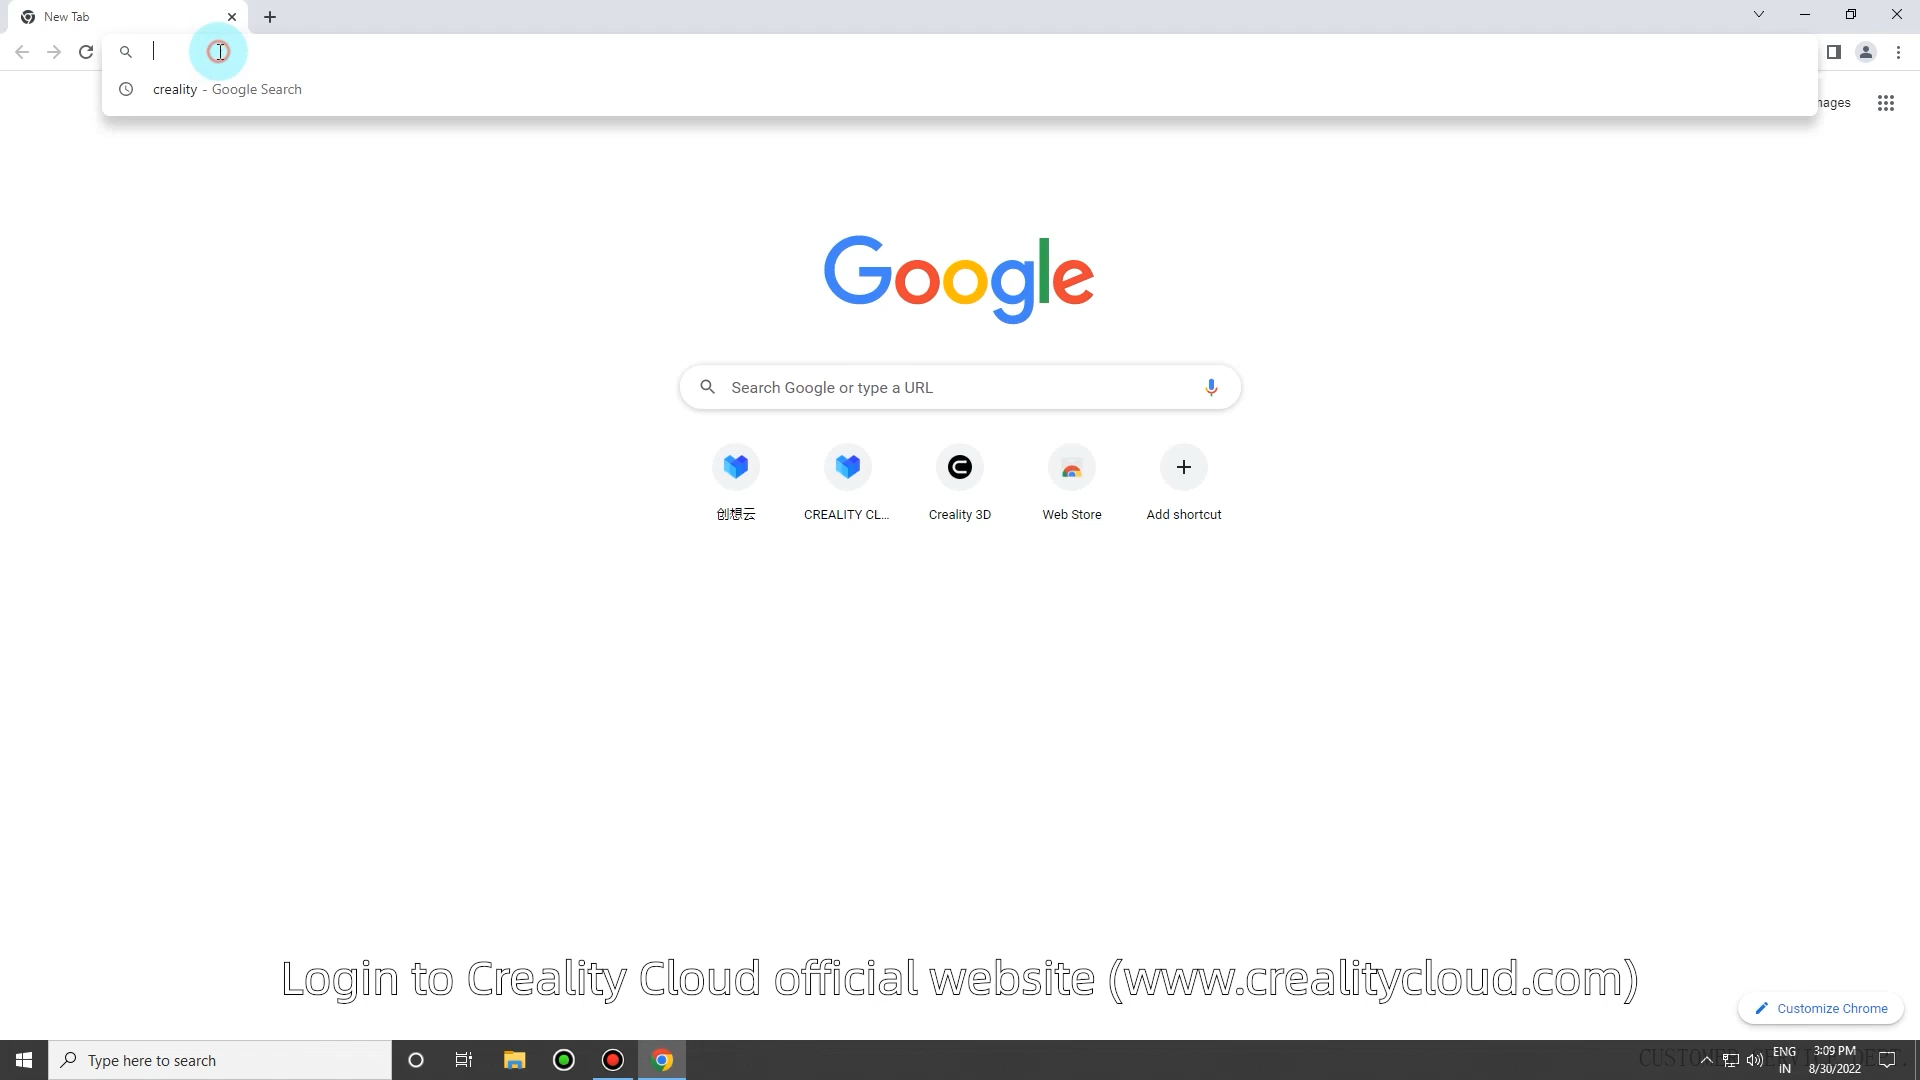 New Tab
creality - Google Search
Google
Search Google or type a URL
创想云
CREALITY CL...
Creality 3D
Web Store
Add shortcut
Login to Creality Cloud official website (www.crealitycloud.com)
Customize Chrome
Type here to search
ENG
IN
3:09 PM
8/30/2022